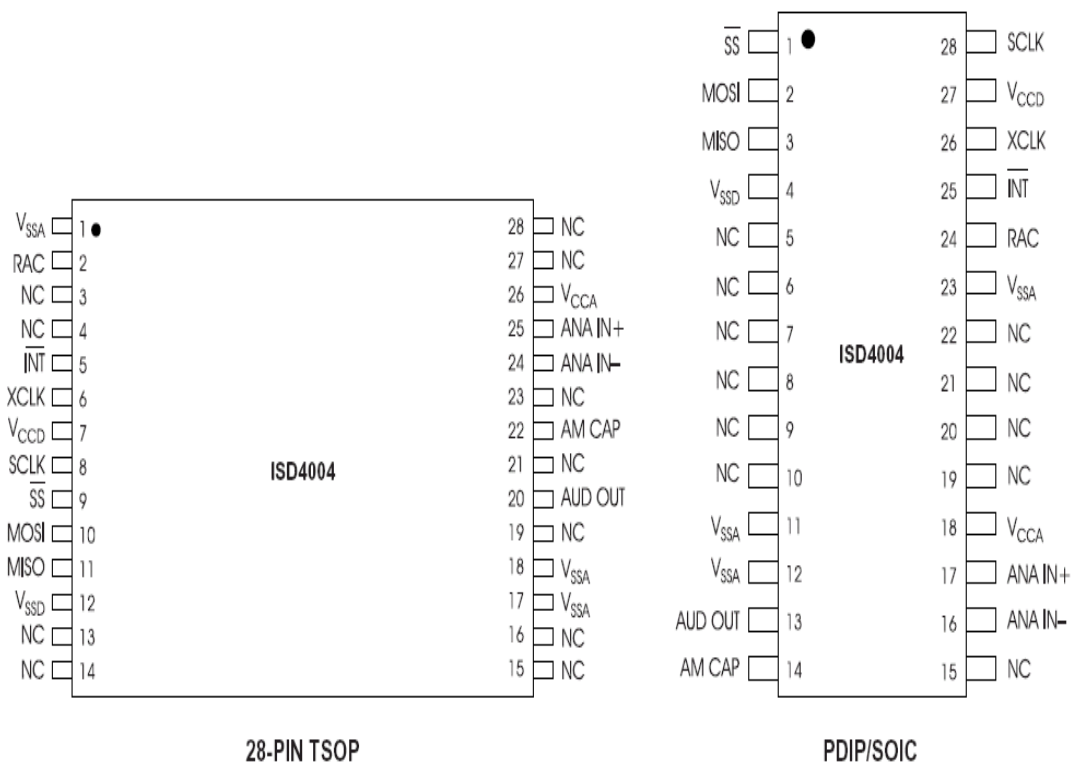 V_SSA 1 28 NC
RAC 2 27 NC
NC 3 26 V_CCA
NC 4 25 ANA IN+
I̅N̅T̅ 5 24 ANA IN–
XCLK 6 23 NC
V_CCD 7 22 AM CAP
SCLK 8 21 NC
S̅S̅ 9 20 AUD OUT
MOSI 10 19 NC
MISO 11 18 V_SSA
V_SSD 12 17 V_SSA
NC 13 16 NC
NC 14 15 NC
ISD4004
28-PIN TSOP
S̅S̅ 1 28 SCLK
MOSI 2 27 V_CCD
MISO 3 26 XCLK
V_SSD 4 25 I̅N̅T̅
NC 5 24 RAC
NC 6 23 V_SSA
NC 7 22 NC
NC 8 21 NC
NC 9 20 NC
NC 10 19 NC
V_SSA 11 18 V_CCA
V_SSA 12 17 ANA IN+
AUD OUT 13 16 ANA IN–
AM CAP 14 15 NC
ISD4004
PDIP/SOIC